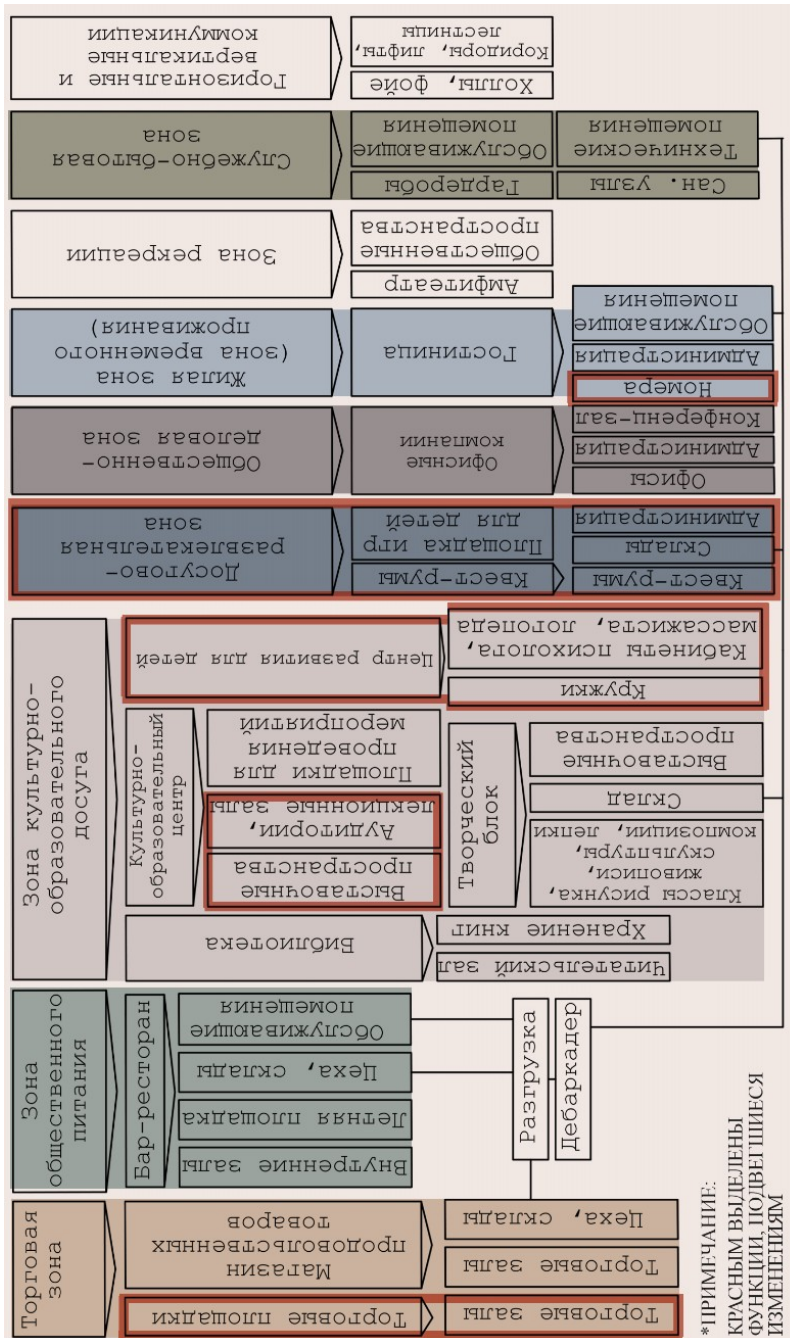 Горизонтальные и
вертикальные
коммуникации
Коридоры, лифты,
лестницы
Холлы, фойе
Служебно-бытовая
зона
Обслуживающие
помещения
Гардеробы
Технические
помещения
Сан. узлы
Зона рекреации
Общественные
пространства
Амфитеатр
Жилая зона
(зона временного
проживания)
Гостиница
Обслуживающие
помещения
Администрация
Номера
Общественно-
деловая зона
Офисные
компании
Конференц-зал
Администрация
Офисы
Досугово-
развлекательная
зона
Площадка игр
для детей
Квест-румы
Администрация
Склады
Квест-румы
Зона культурно-
образовательного
досуга
Центр развития для детей
Кабинеты психолога,
массажиста, логопеда
Кружки
Культурно-
образовательный
центр
Площадки для
проведения
мероприятий
Аудитории,
лекционные залы
Выставочные
пространства
Творческий
блок
Выставочные
пространства
Склад
Классы рисунка,
живописи,
скульптуры,
композиции, лепки
Библиотека
Хранение книг
Читательский зал
Зона
общественного
питания
Бар-ресторан
Обслуживающие
помещения
Цеха, склады
Летняя площадка
Внутренние залы
Разгрузка
Дебаркадер
Торговая
зона
Магазин
продовольственных
товаров
Цеха, склады
Торговые залы
Торговые площадки
Торговые залы
*ПРИМЕЧАНИЕ:
КРАСНЫМ ВЫДЕЛЕНЫ
ФУНКЦИИ, ПОДВЕГШИЕСЯ
ИЗМЕНЕНИЯМ